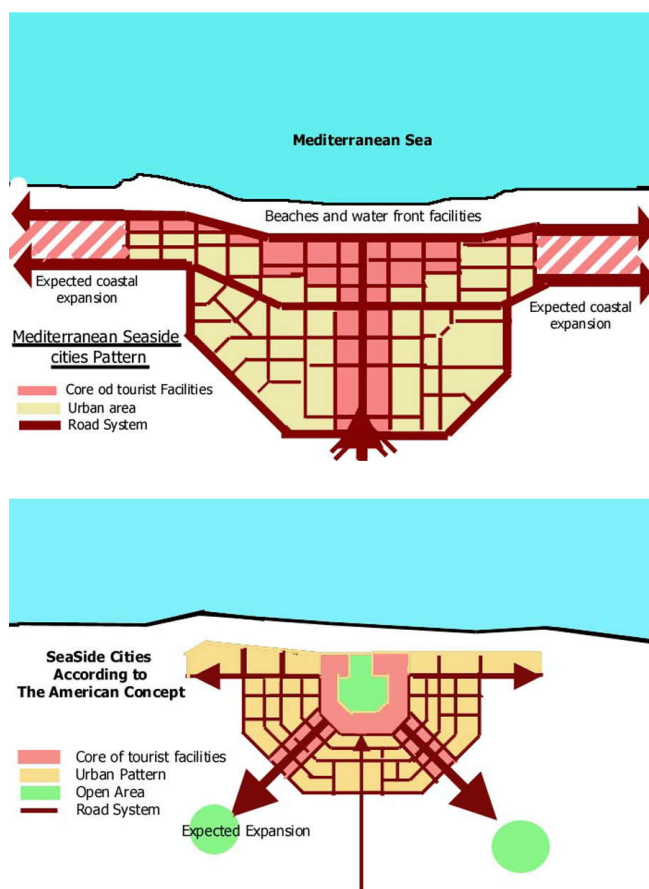 Mediterranean Sea
Beaches and water front facilities
Expected coastal
expansion
Expected coastal
expansion
Mediterranean Seaside
cities Pattern
Core od tourist Facilities
Urban area
Road System
SeaSide Cities
According to
The American Concept
Core of tourist facilities
Urban Pattern
Open Area
Road System
Expected Expansion